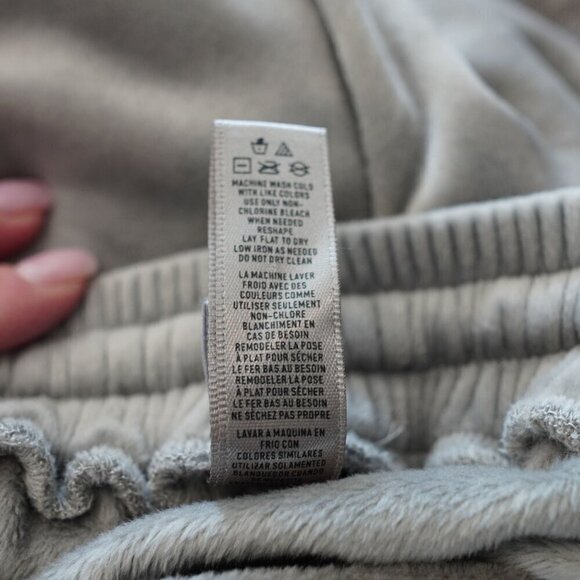 MACHINE WASH COLD
WITH LIKE COLORS
USE ONLY NON-
CHLORINE BLEACH
WHEN NEEDED
RESHAPE
LAY FLAT TO DRY
LOW IRON AS NEEDED
DO NOT DRY CLEAN
LA MACHINE LAVER
FROID AVEC DES
COULEURS COMME
UTILISER SEULEMENT
NON-CHLORE
BLANCHIMENT EN
CAS DE BESOIN
REMODELER LA POSE
À PLAT POUR SÉCHER
LE FER BAS AU BESOIN
REMODELER LA POSE
À PLAT POUR SÉCHER
LE FER BAS AU BESOIN
NE SÉCHEZ PAS PROPRE
LAVAR A MAQUINA EN
FRIO CON
COLORES SIMILARES
UTILIZAR SOLAMENTE
BLANQUEADOR CUANDO